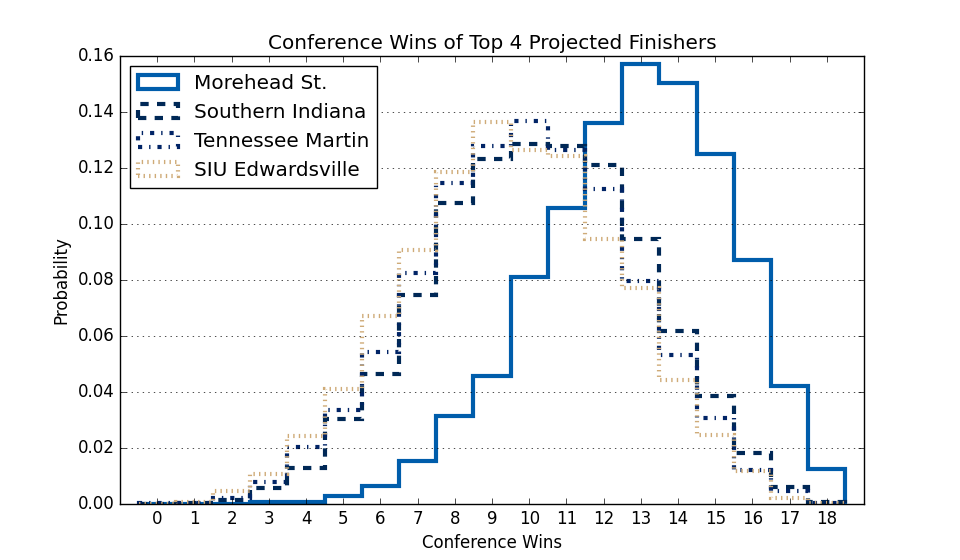 Conference Wins of Top 4 Projected Finishers
0.16
0.14
0.12
0.10
0.08
0.06
0.04
0.02
0.00
Probability
Morehead St.
Southern Indiana
Tennessee Martin
SIU Edwardsville
0 1 2 3 4 5 6 7 8 9 10 11 12 13 14 15 16 17 18
Conference Wins